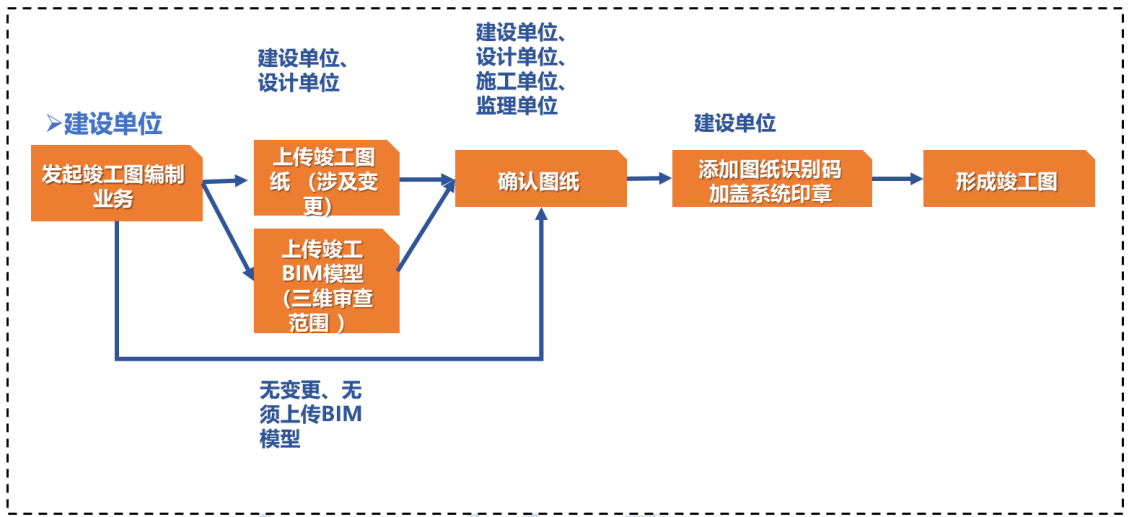 建设单位、
设计单位
建设单位、
设计单位、
施工单位、
监理单位
➢建设单位
建设单位
发起竣工图编制
业务
上传竣工图
纸 （涉及变
更）
确认图纸
添加图纸识别码
加盖系统印章
形成竣工图
上传竣工
BIM模型
（三维审查
范围 ）
无变更、无
须上传BIM
模型